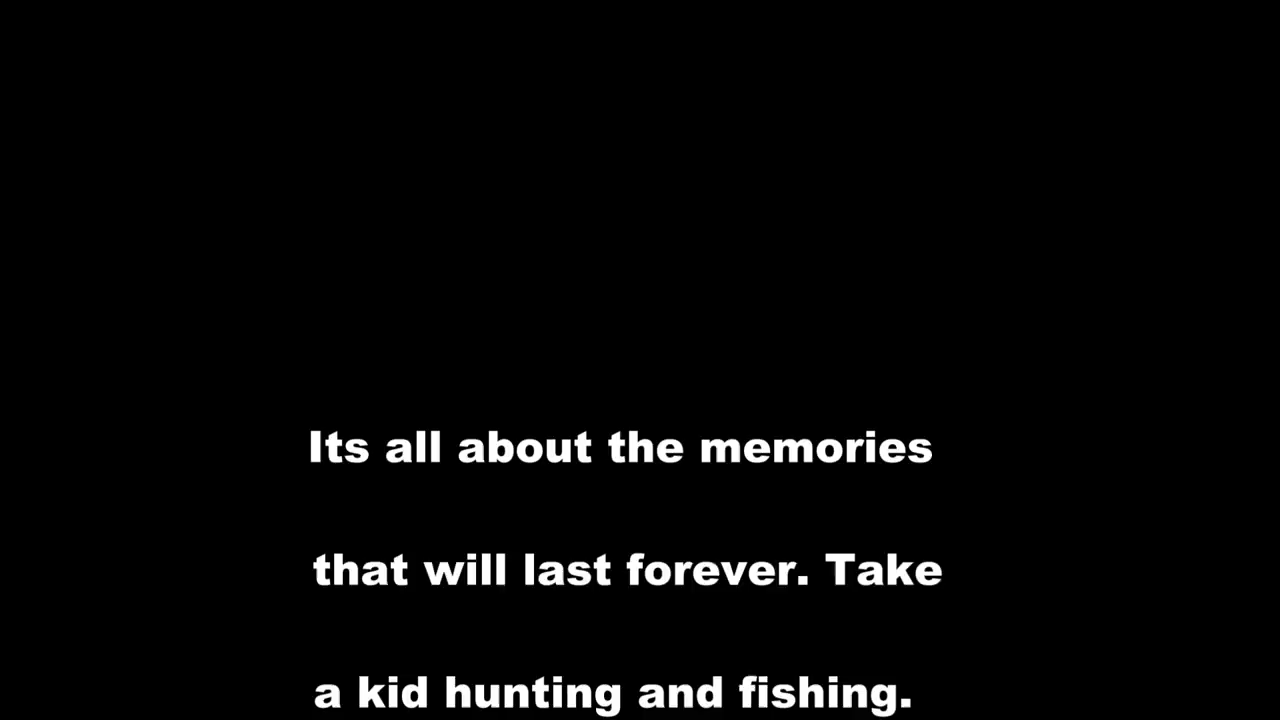 Its all about the memories
that will last forever. Take
a kid hunting and fishing.